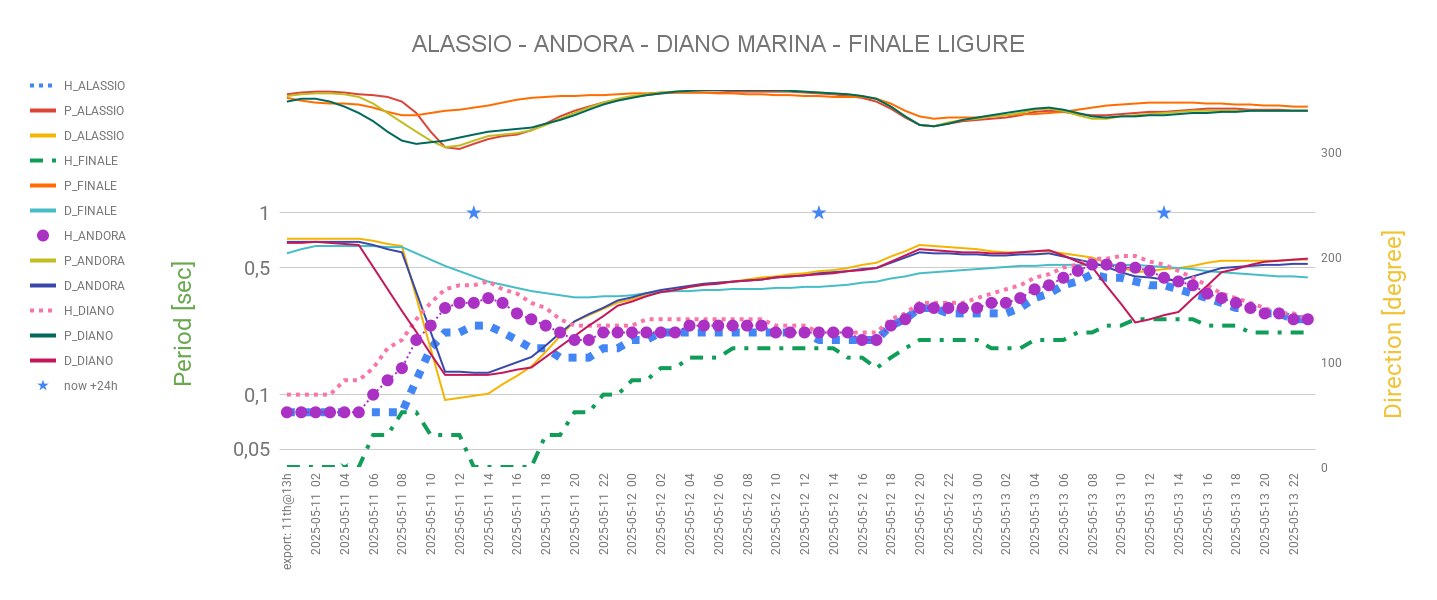 ALASSIO - ANDORA - DIANO MARINA - FINALE LIGURE
H_ALASSIO
P_ALASSIO
D_ALASSIO
H_FINALE
P_FINALE
D_FINALE
H_ANDORA
P_ANDORA
D_ANDORA
H_DIANO
P_DIANO
D_DIANO
now +24h
Period [sec]
1
0,5
0,1
0,05
300
200
100
0
Direction [degree]
export: 11th@13h
2025-05-11 02
2025-05-11 04
2025-05-11 06
2025-05-11 08
2025-05-11 10
2025-05-11 12
2025-05-11 14
2025-05-11 16
2025-05-11 18
2025-05-11 20
2025-05-11 22
2025-05-12 00
2025-05-12 02
2025-05-12 04
2025-05-12 06
2025-05-12 08
2025-05-12 10
2025-05-12 12
2025-05-12 14
2025-05-12 16
2025-05-12 18
2025-05-12 20
2025-05-12 22
2025-05-13 00
2025-05-13 02
2025-05-13 04
2025-05-13 06
2025-05-13 08
2025-05-13 10
2025-05-13 12
2025-05-13 14
2025-05-13 16
2025-05-13 18
2025-05-13 20
2025-05-13 22